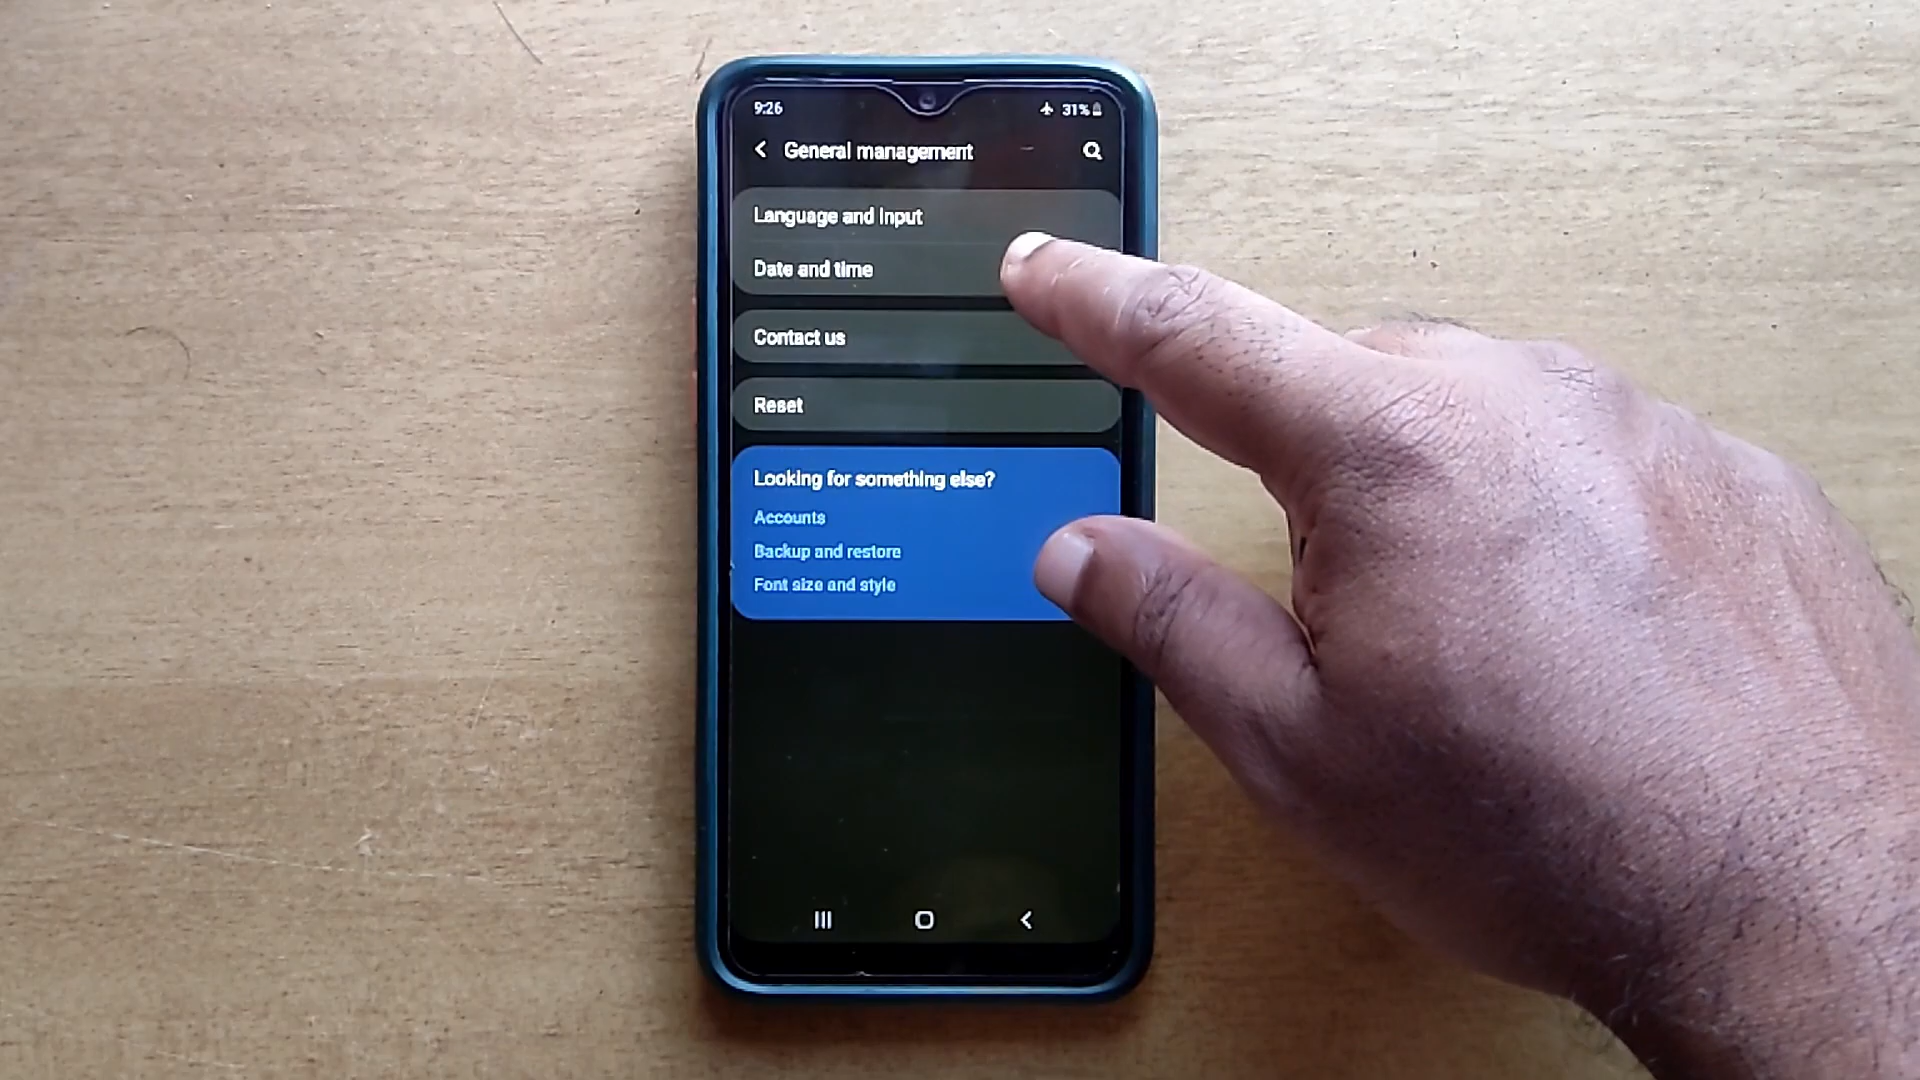 9:26
31%
General management
Language and input
Date and time
Contact us
Reset
Looking for something else?
Accounts
Backup and restore
Font size and style